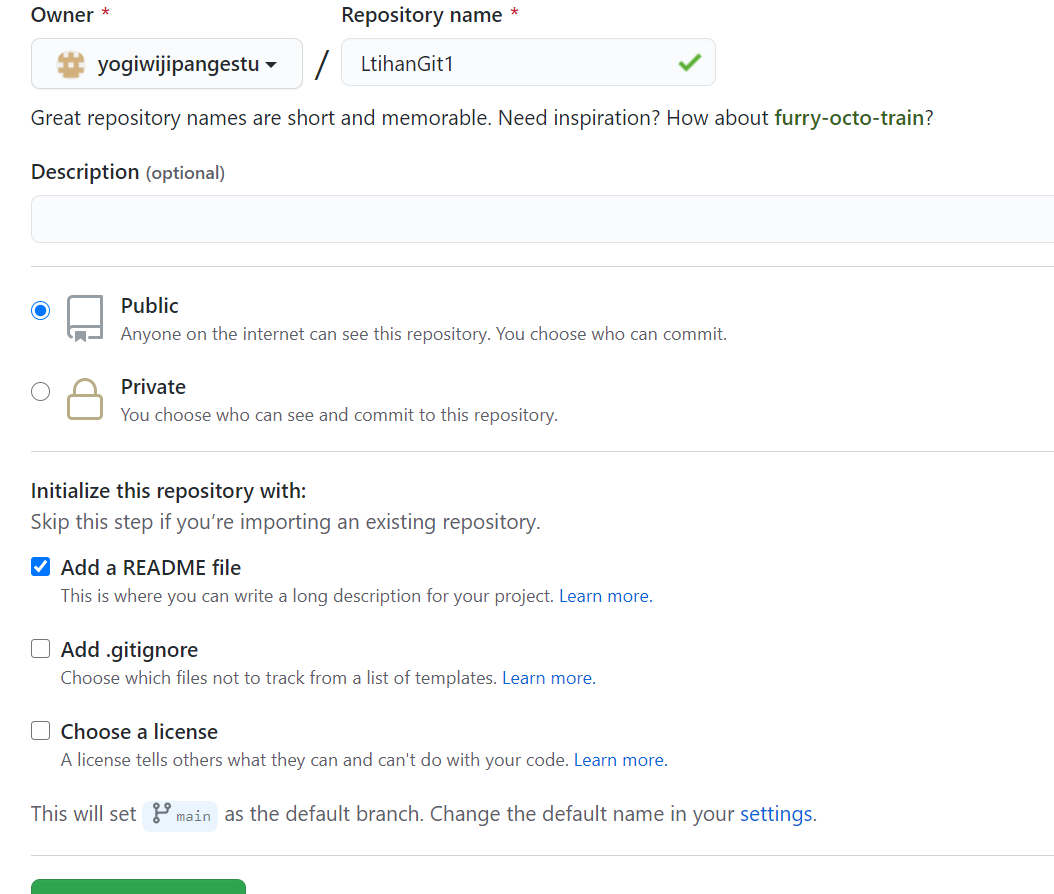 Owner * Repository name *
yogiwijipangestu / LtihanGit1
Great repository names are short and memorable. Need inspiration? How about furry-octo-train?
Description (optional)
Public
Anyone on the internet can see this repository. You choose who can commit.
Private
You choose who can see and commit to this repository.
Initialize this repository with:
Skip this step if you’re importing an existing repository.
Add a README file
This is where you can write a long description for your project. Learn more.
Add .gitignore
Choose which files not to track from a list of templates. Learn more.
Choose a license
A license tells others what they can and can't do with your code. Learn more.
This will set main as the default branch. Change the default name in your settings.